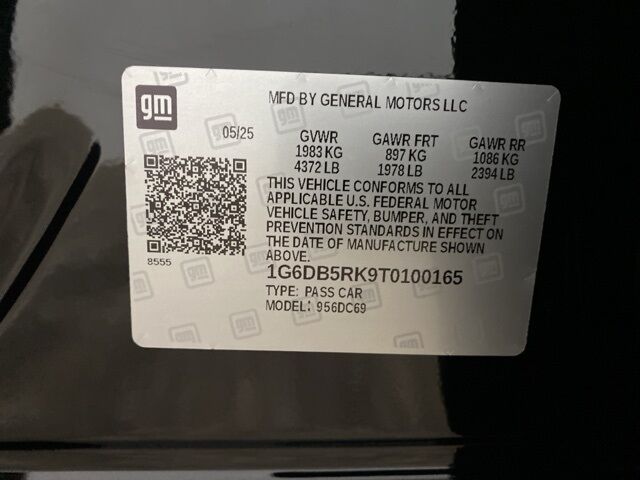 gm
MFD BY GENERAL MOTORS LLC
05/25
GVWR GAWR FRT GAWR RR
1983 KG 897 KG 1086 KG
4372 LB 1978 LB 2394 LB
THIS VEHICLE CONFORMS TO ALL
APPLICABLE U.S. FEDERAL MOTOR
VEHICLE SAFETY, BUMPER, AND THEFT
PREVENTION STANDARDS IN EFFECT ON
THE DATE OF MANUFACTURE SHOWN
ABOVE.
8555
1G6DB5RK9T0100165
TYPE: PASS CAR
MODEL: 956DC69